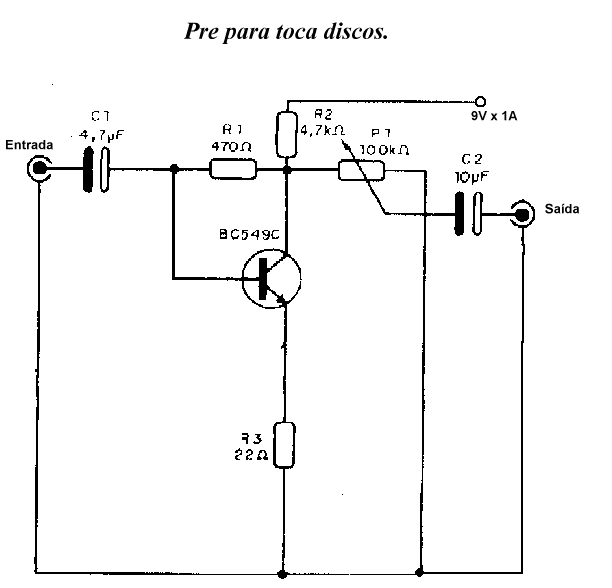 Pre para toca discos.
9V x 1A
C1
4,7µF
Entrada
R1
470Ω
R2
4,7kΩ
P1
100kΩ
C2
10µF
Saída
BC549C
R3
22Ω